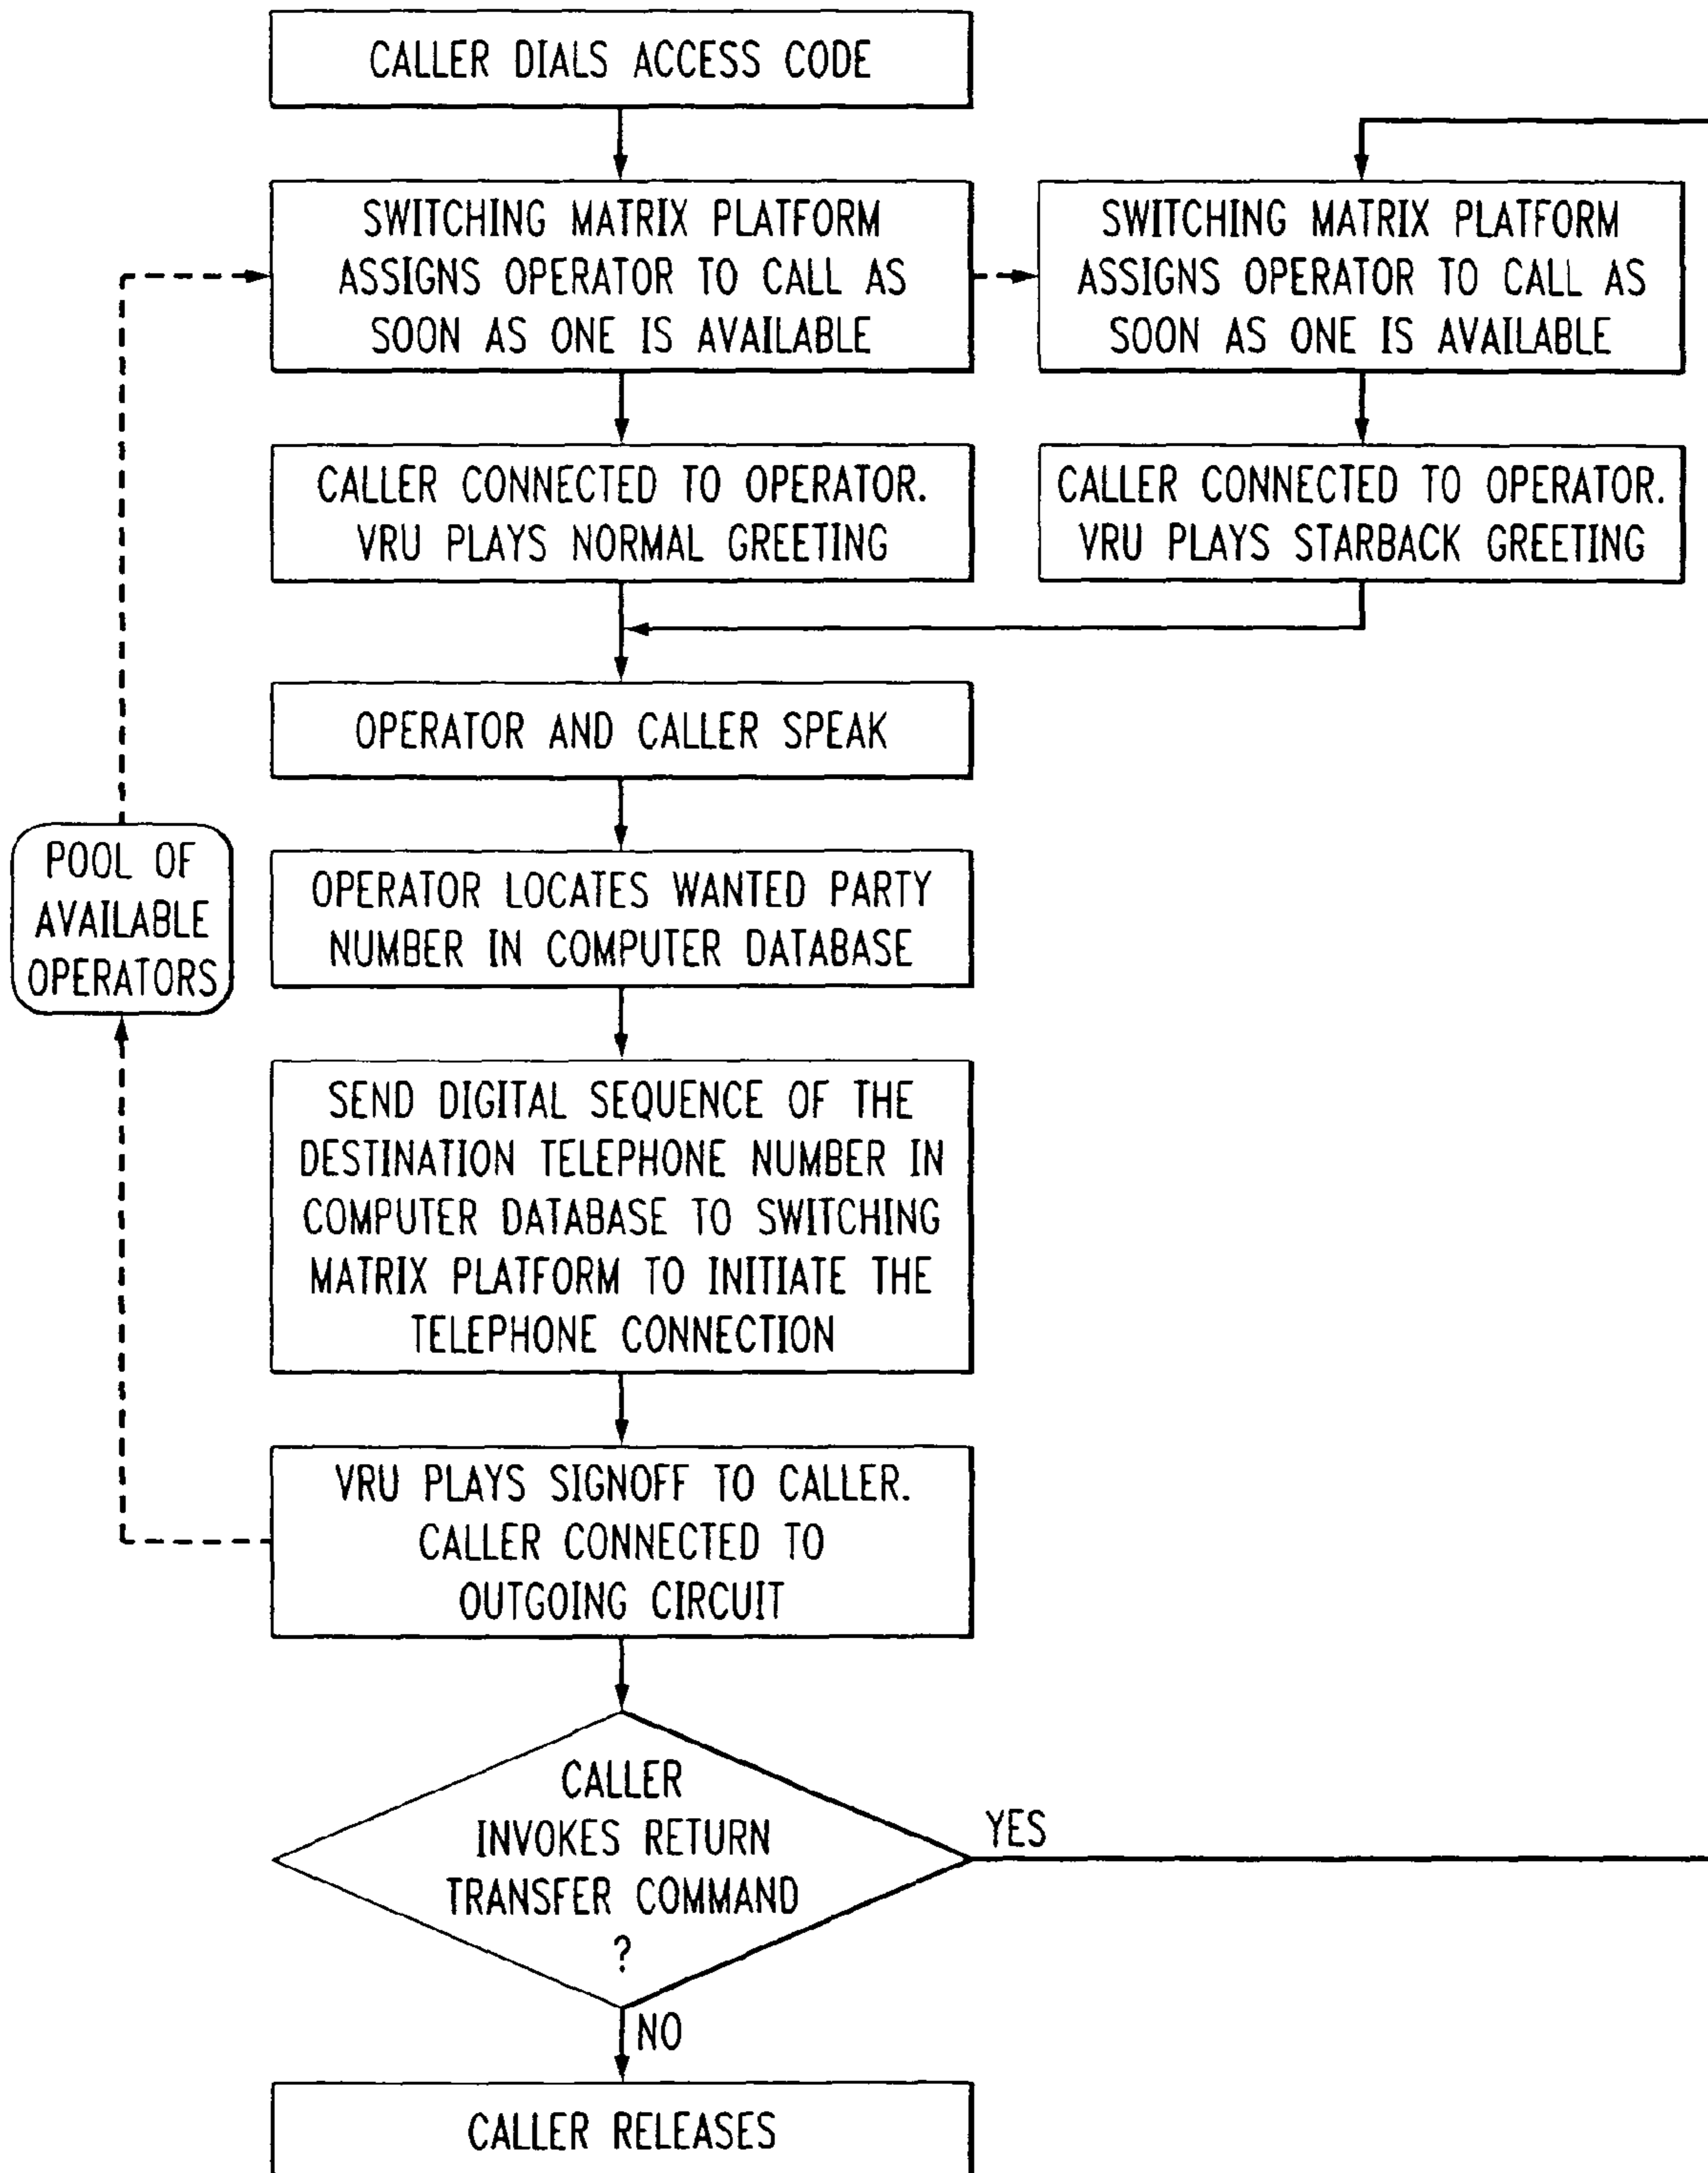 CALLER DIALS ACCESS CODE
SWITCHING MATRIX PLATFORM
ASSIGNS OPERATOR TO CALL AS
SOON AS ONE IS AVAILABLE
SWITCHING MATRIX PLATFORM
ASSIGNS OPERATOR TO CALL AS
SOON AS ONE IS AVAILABLE
CALLER CONNECTED TO OPERATOR.
VRU PLAYS NORMAL GREETING
CALLER CONNECTED TO OPERATOR.
VRU PLAYS STARBACK GREETING
OPERATOR AND CALLER SPEAK
POOL OF
AVAILABLE
OPERATORS
OPERATOR LOCATES WANTED PARTY
NUMBER IN COMPUTER DATABASE
SEND DIGITAL SEQUENCE OF THE
DESTINATION TELEPHONE NUMBER IN
COMPUTER DATABASE TO SWITCHING
MATRIX PLATFORM TO INITIATE THE
TELEPHONE CONNECTION
VRU PLAYS SIGNOFF TO CALLER.
CALLER CONNECTED TO
OUTGOING CIRCUIT
CALLER
INVOKES RETURN
TRANSFER COMMAND
?
YES
NO
CALLER RELEASES